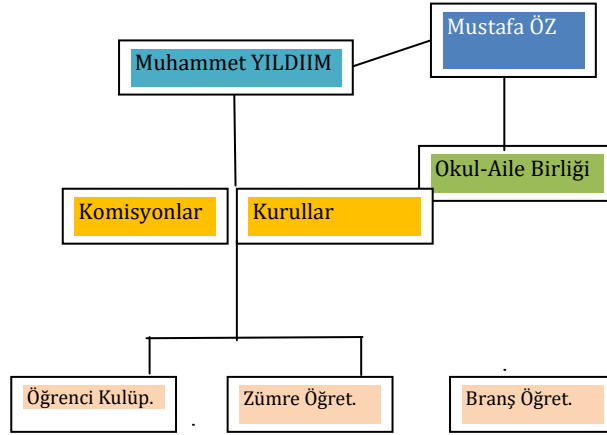 Mustafa ÖZ
Muhammet YILDIIM
Okul-Aile Birliği
Komisyonlar
Kurullar
Öğrenci Kulüp.
Zümre Öğret.
Branş Öğret.